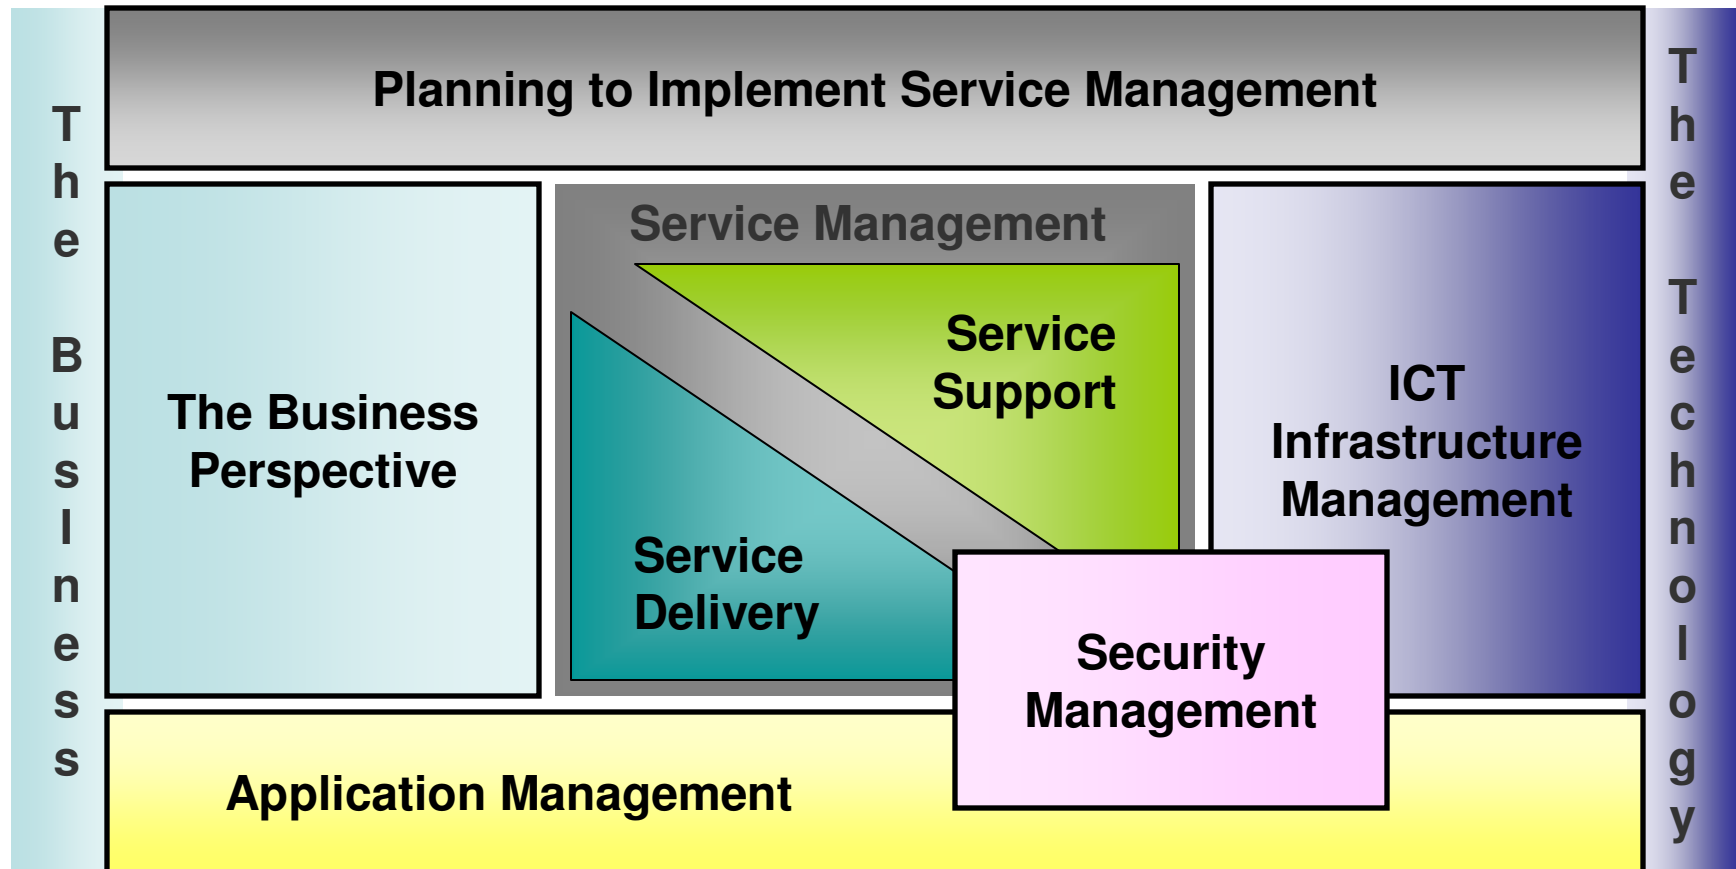 Planning to Implement Service Management
The BusIness
The Business
Perspective
Service Management
Service
Support
Service
Delivery
ICT
Infrastructure
Management
Security
Management
Application Management
The Technology